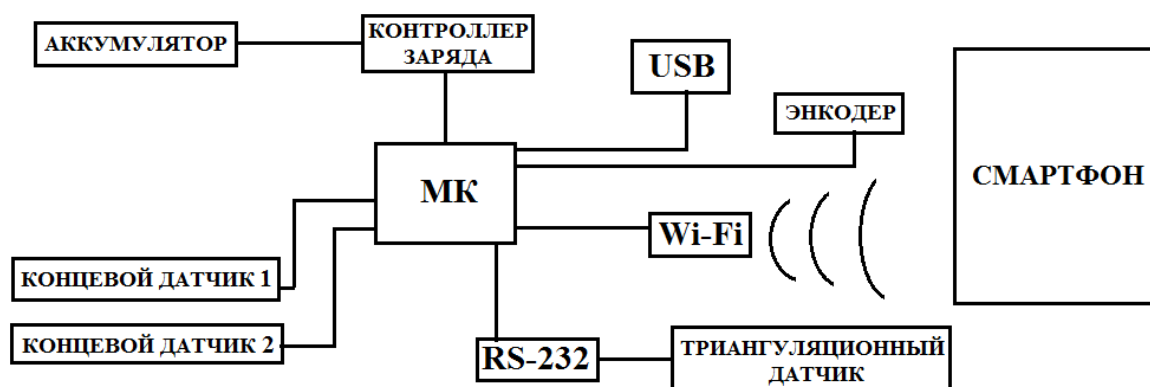 АККУМУЛЯТОР
КОНТРОЛЛЕР
ЗАРЯДА
USB
ЭНКОДЕР
СМАРТФОН
МК
Wi-Fi
КОНЦЕВОЙ ДАТЧИК 1
КОНЦЕВОЙ ДАТЧИК 2
RS-232
ТРИАНГУЛЯЦИОННЫЙ
ДАТЧИК